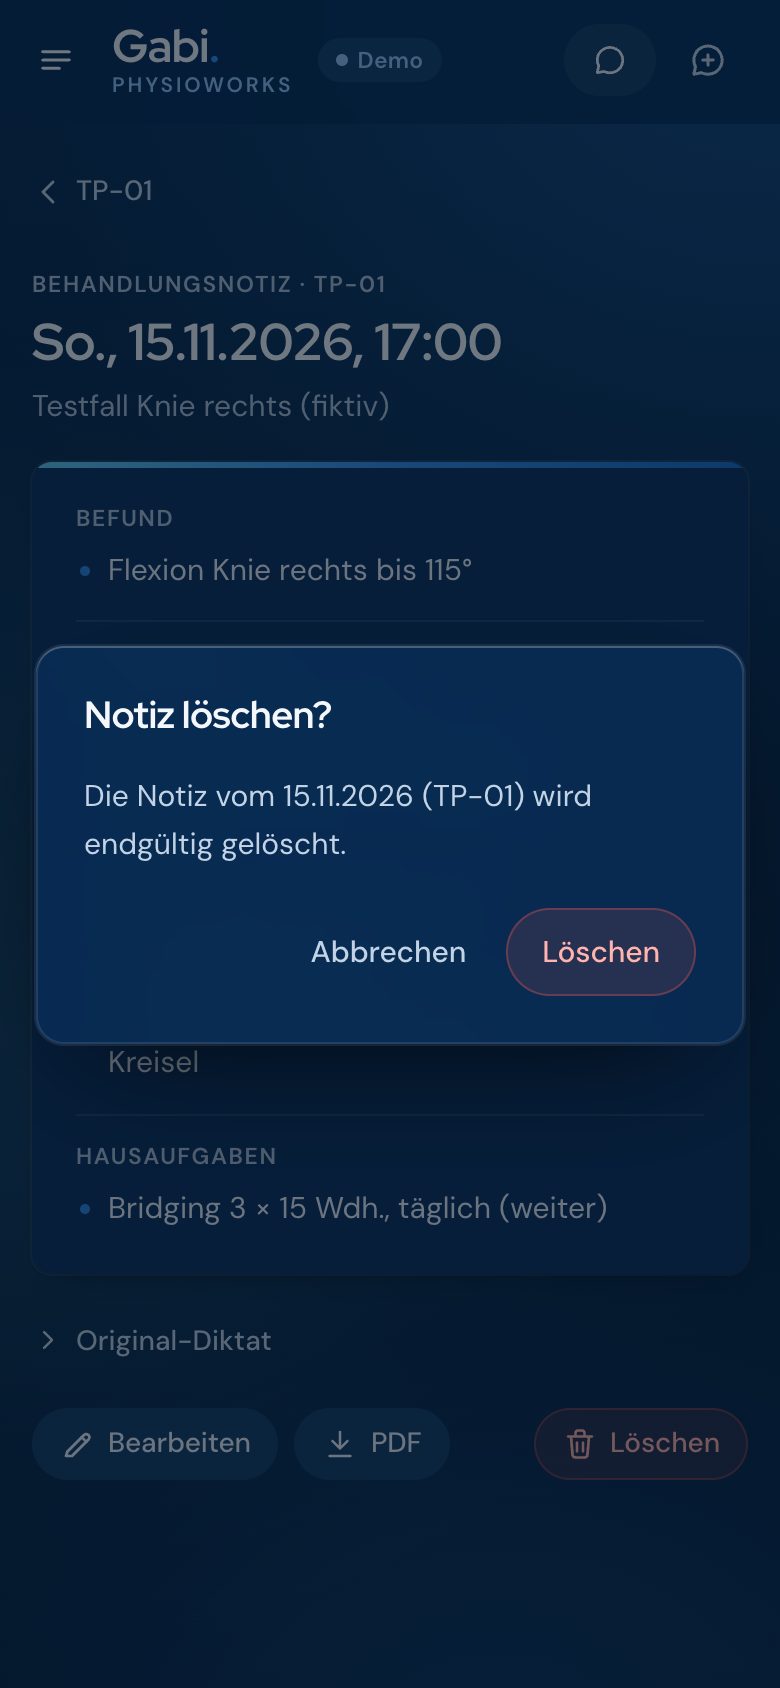 Gabi.
PHYSIOWORKS
Demo
TP-01
BEHANDLUNGSNOTIZ · TP-01
So., 15.11.2026, 17:00
Testfall Knie rechts (fiktiv)
BEFUND
• Flexion Knie rechts bis 115°
Notiz löschen?
Die Notiz vom 15.11.2026 (TP-01) wird
endgültig gelöscht.
Abbrechen
Löschen
Kreisel
HAUSAUFGABEN
• Bridging 3 × 15 Wdh., täglich (weiter)
Original-Diktat
Bearbeiten
PDF
Löschen